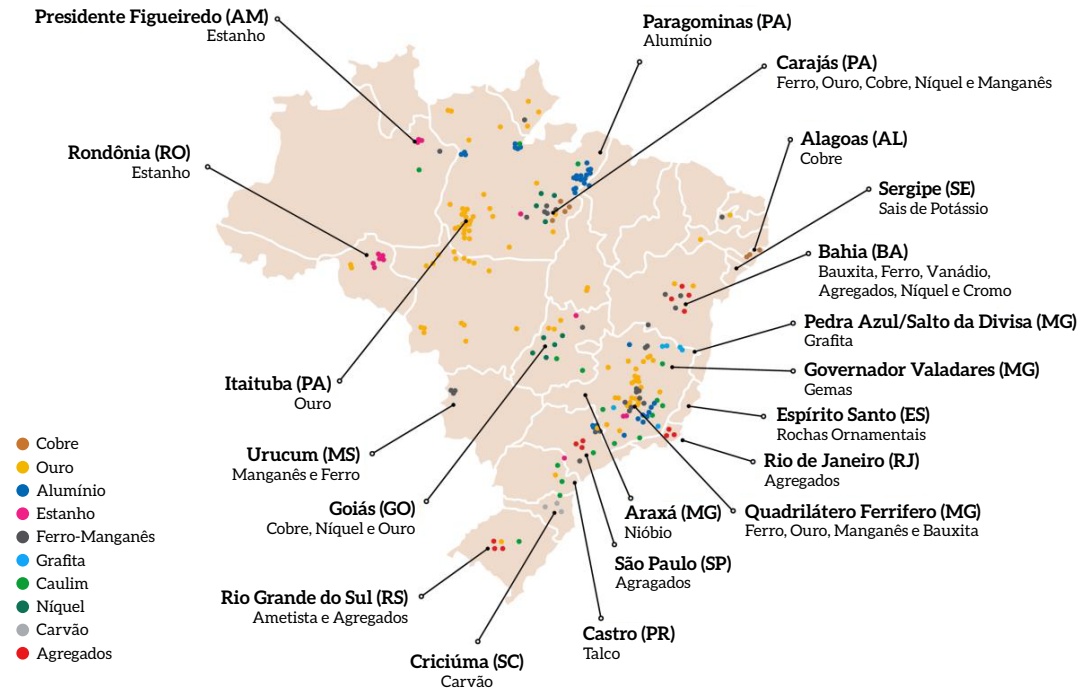 Presidente Figueiredo (AM)
Estanho
Paragominas (PA)
Alumínio
Carajás (PA)
Ferro, Ouro, Cobre, Níquel e Manganês
Alagoas (AL)
Cobre
Rondônia (RO)
Estanho
Sergipe (SE)
Sais de Potássio
Bahia (BA)
Bauxita, Ferro, Vanádio,
Agregados, Níquel e Cromo
Pedra Azul/Salto da Divisa (MG)
Grafita
Governador Valadares (MG)
Gemas
Itaituba (PA)
Ouro
Espírito Santo (ES)
Rochas Ornamentais
Urucum (MS)
Manganês e Ferro
Rio de Janeiro (RJ)
Agregados
Goiás (GO)
Cobre, Níquel e Ouro
Araxá (MG)
Nióbio
Quadrilátero Ferrifero (MG)
Ferro, Ouro, Manganês e Bauxita
São Paulo (SP)
Agragados
Rio Grande do Sul (RS)
Ametista e Agregados
Castro (PR)
Talco
Criciúma (SC)
Carvão
Cobre
Ouro
Alumínio
Estanho
Ferro-Manganês
Grafita
Caulim
Níquel
Carvão
Agregados